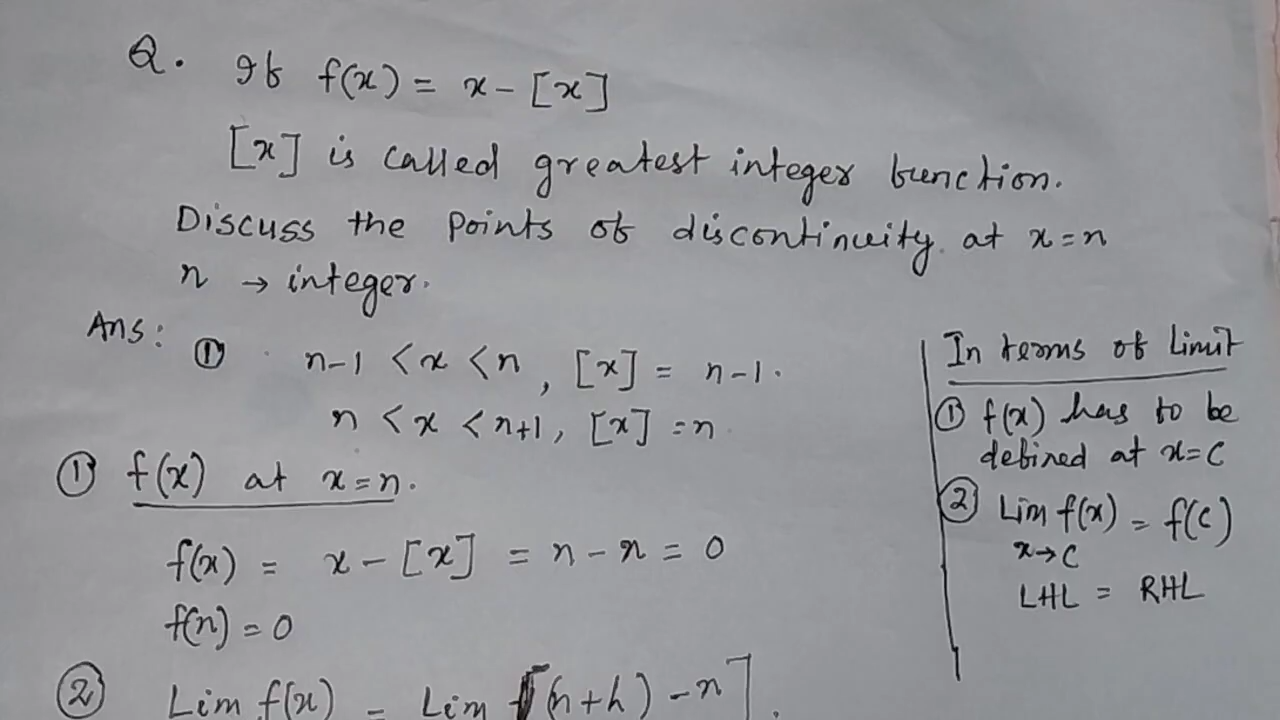 Q. If f(x) = x - [x]
[x] is called greatest integer function.
Discuss the points of discontinuity at x=n
n → integer.
Ans:
① n-1 < x < n , [x] = n-1.
n < x < n+1, [x] = n
① f(x) at x=n.
f(x) = x - [x] = n - n = 0
f(n) = 0
② Lim f(x) = Lim [(n+h) - n].
In terms of Limit
① f(x) has to be
defined at x=C
② Lim f(x) = f(C)
x→C
LHL = RHL